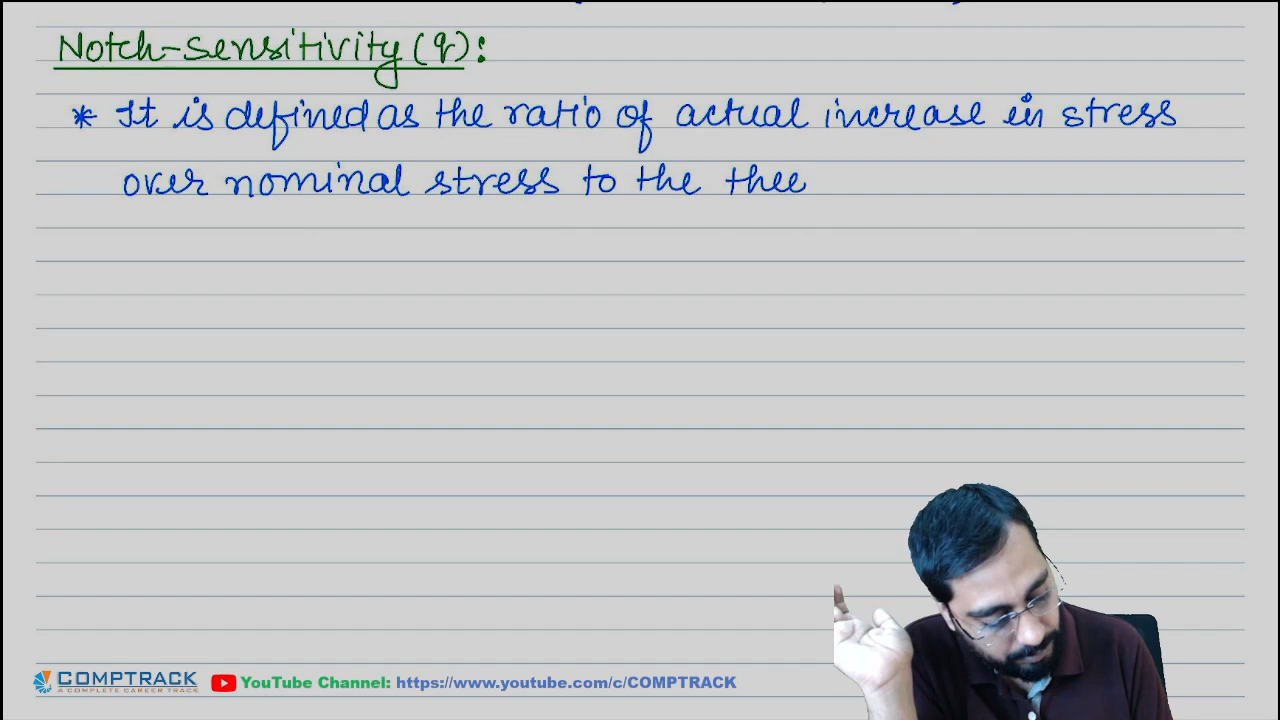 Notch-Sensitivity (q):
* It is defined as the ratio of actual increase in stress
over nominal stress to the thee
COMPTRACK
A COMPLETE CAREER TRACK
YouTube Channel: https://www.youtube.com/c/COMPTRACK